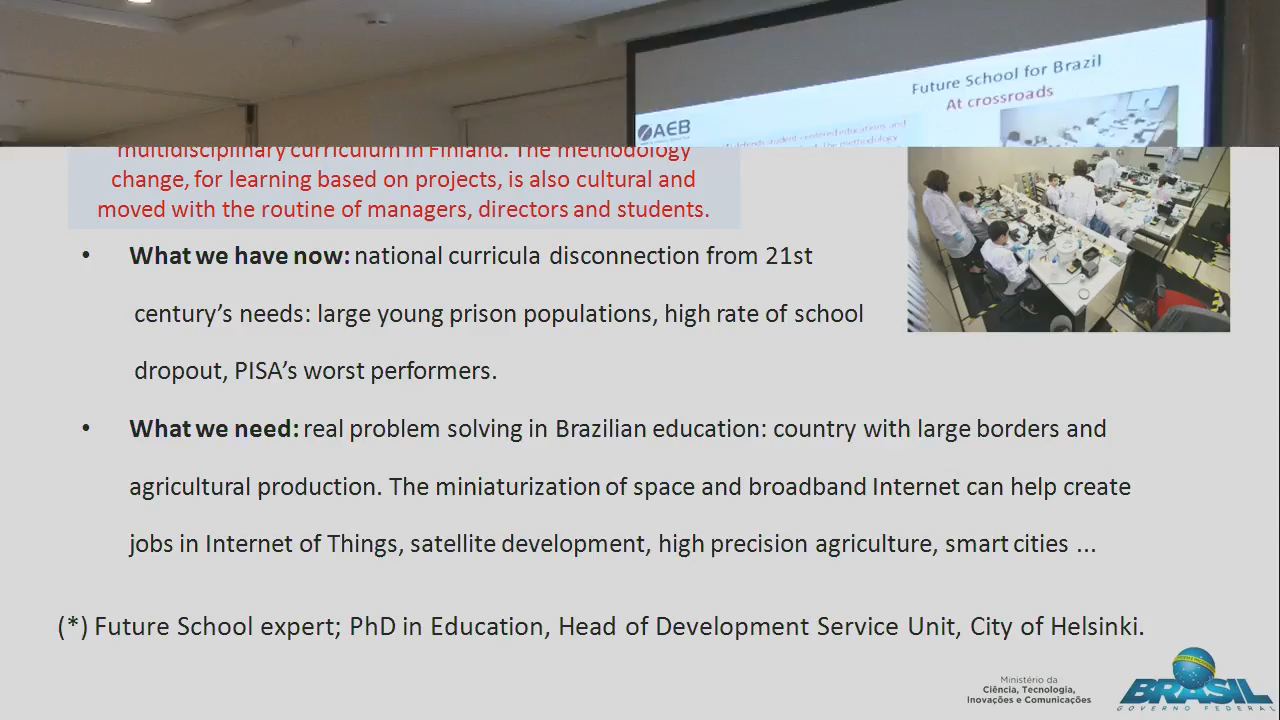 Future School for Brazil
At crossroads
AEB
multidisciplinary curriculum in Finland. The methodology
change, for learning based on projects, is also cultural and
moved with the routine of managers, directors and students.
• What we have now: national curricula disconnection from 21st
century's needs: large young prison populations, high rate of school
dropout, PISA's worst performers.
• What we need: real problem solving in Brazilian education: country with large borders and
agricultural production. The miniaturization of space and broadband Internet can help create
jobs in Internet of Things, satellite development, high precision agriculture, smart cities ...
(*) Future School expert; PhD in Education, Head of Development Service Unit, City of Helsinki.
Ministério da
Ciência, Tecnologia,
Inovações e Comunicações
BRASIL
GOVERNO FEDERAL